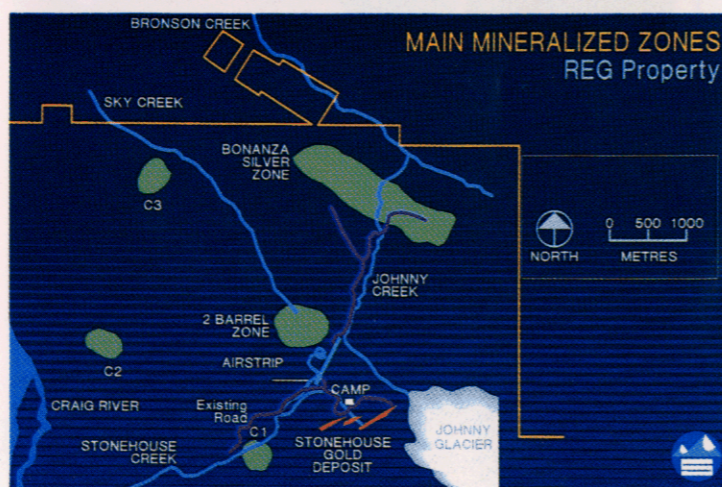 MAIN MINERALIZED ZONES
REG Property
BRONSON CREEK
SKY CREEK
BONANZA
SILVER
ZONE
C3
0 500 1000
NORTH
METRES
JOHNNY
CREEK
2 BARREL
ZONE
C2
AIRSTRIP
CAMP
CRAIG RIVER
Existing
Road
C1
STONEHOUSE
CREEK
STONEHOUSE
GOLD
DEPOSIT
JOHNNY
GLACIER